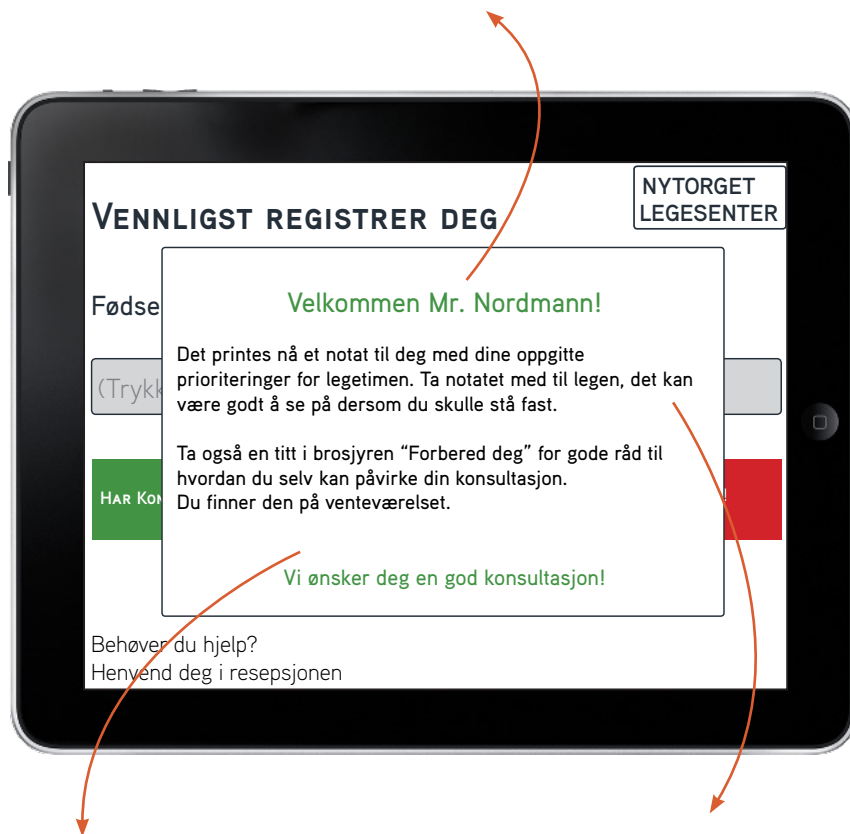 NYTORGET
LEGESENTER
VENNLIGST REGISTRER DEG
Fødse
Velkommen Mr. Nordmann!
Det printes nå et notat til deg med dine oppgitte
prioriteringer for legetimen. Ta notatet med til legen, det kan
være godt å se på dersom du skulle stå fast.
(Trykk
Ta også en titt i brosjyren “Forbered deg” for gode råd til
hvordan du selv kan påvirke din konsultasjon.
Du finner den på venteværelset.
HAR KON
Vi ønsker deg en god konsultasjon!
Behøver du hjelp?
Henvend deg i resepsjonen